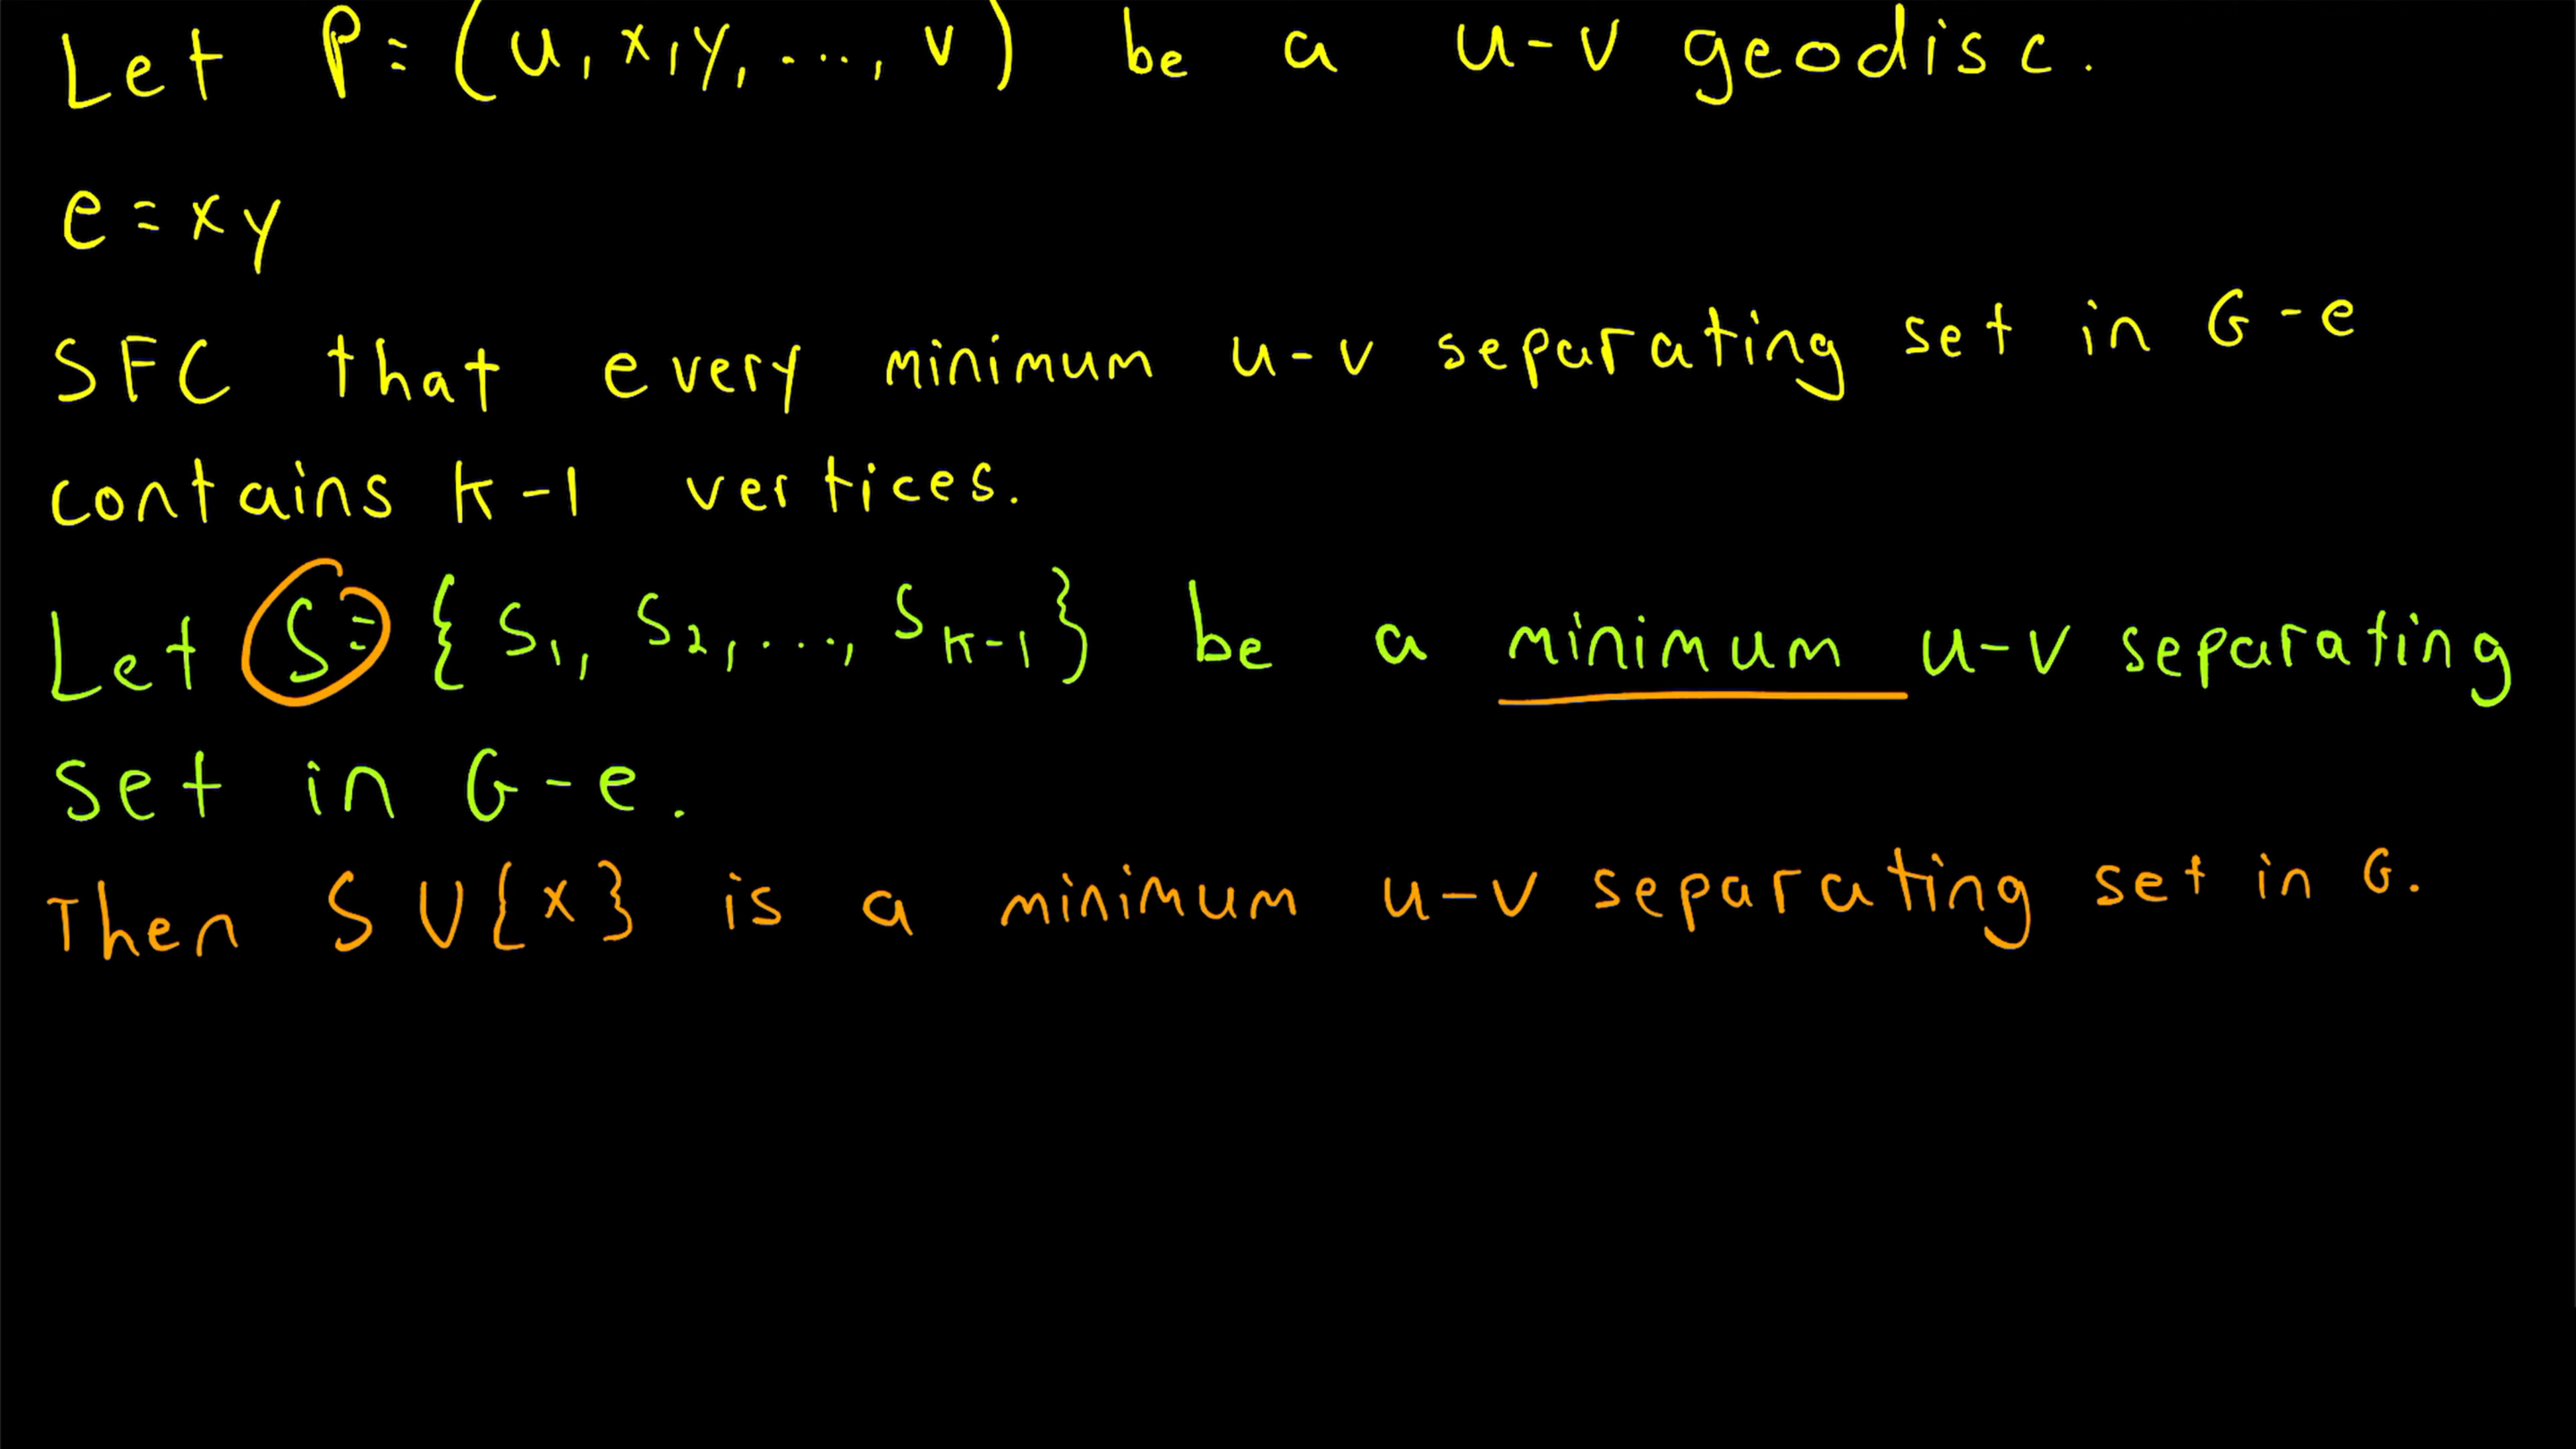 Let P = (u, x, y, ..., v) be a u-v geodisc.
e = xy
SFC that every minimum u-v separating set in G-e
contains k-1 vertices.
Let S = { S₁, S₂, ..., Sₖ₋₁} be a minimum u-v separating
set in G-e.
Then S U {x} is a minimum u-v separating set in G.